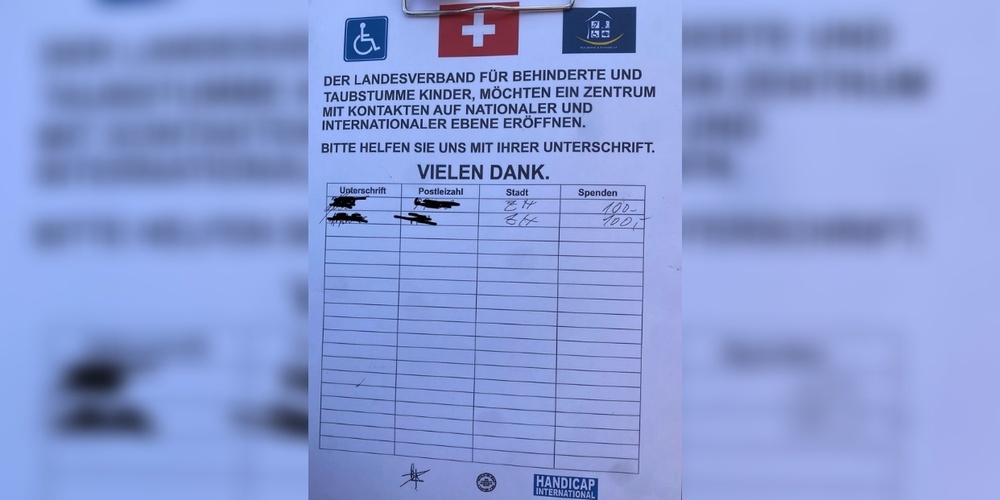 DER LANDESVERBAND FÜR BEHINDERTE UND
TAUBSTUMME KINDER, MÖCHTEN EIN ZENTRUM
MIT KONTAKTEN AUF NATIONALER UND
INTERNATIONALER EBENE ERÖFFNEN.
BITTE HELFEN SIE UNS MIT IHRER UNTERSCHRIFT.
VIELEN DANK.
Unterschrift Postleizahl Stadt Spenden
ZH 100.-
ZH 100,-
HANDICAP
INTERNATIONAL